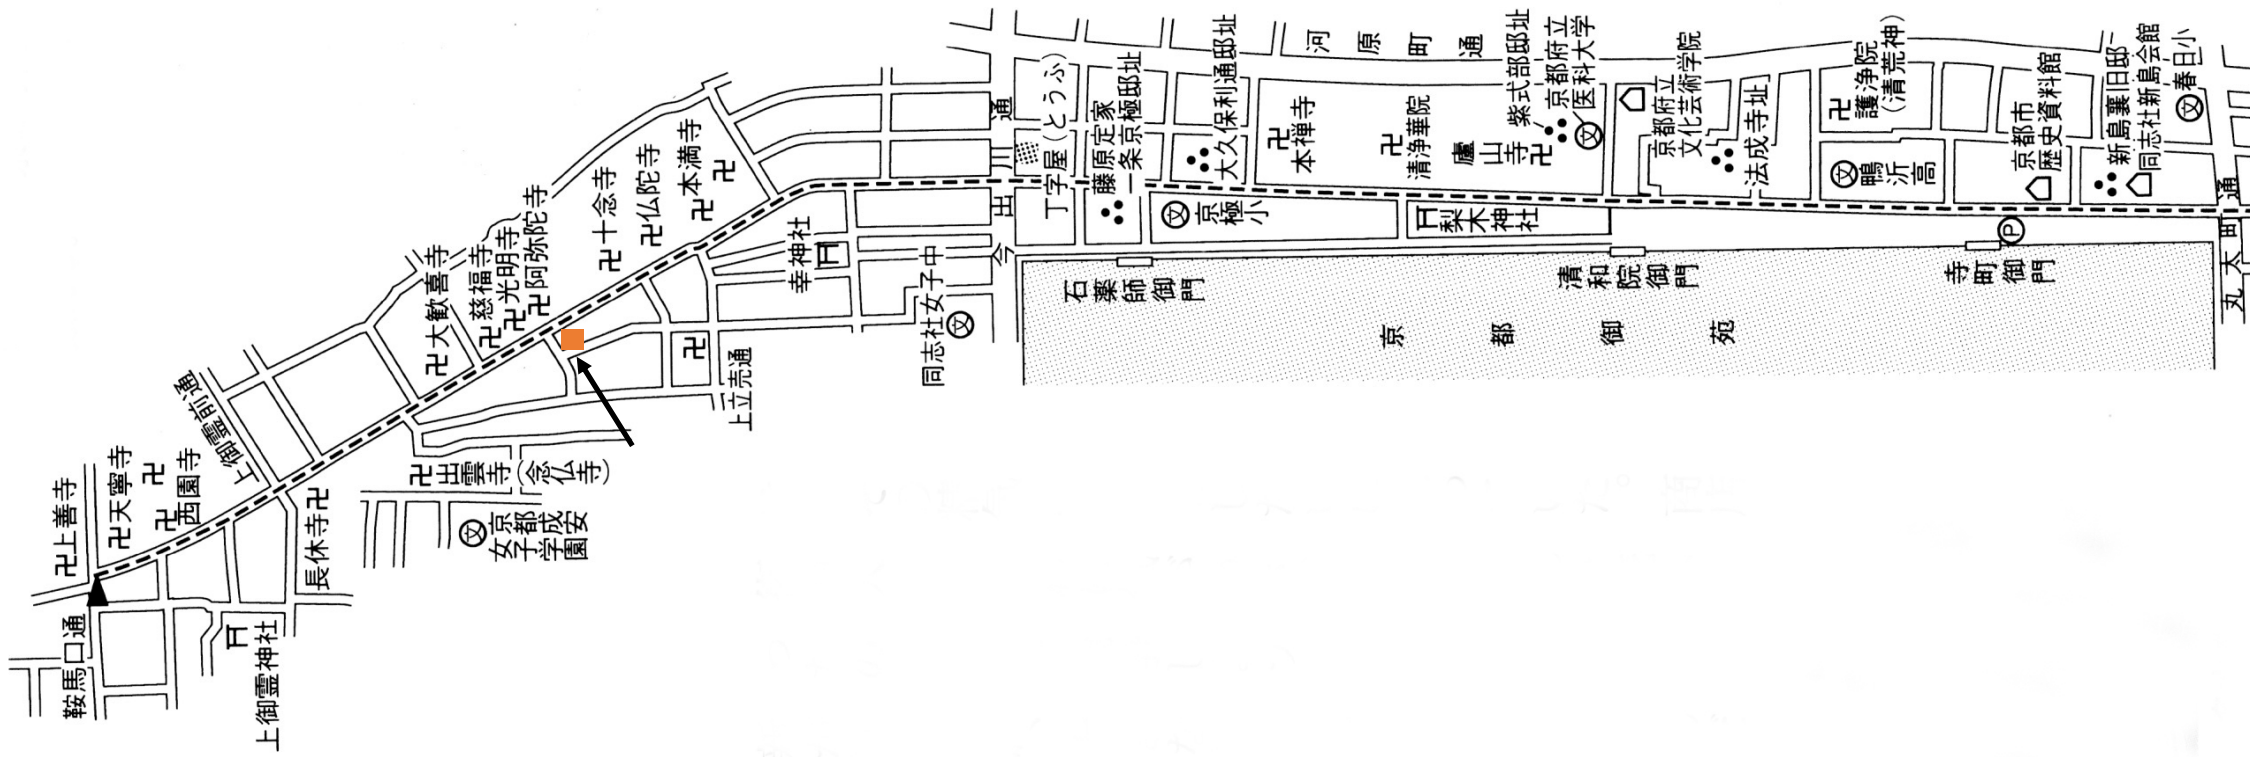 鞍馬口通
上善寺
天寧寺
西園寺
上御霊前通
長休寺
上御霊神社
出雲寺
(念仏寺)
京都成安
女子学園
大歓喜寺
慈福寺
光明寺
阿弥陀寺
十念寺
仏陀寺
本満寺
幸神社
上立売通
同志社女子中
文
今出川通
丁字屋(とうふ)
藤原定家
一条京極邸址
大久保利通邸址
文
京極小
本禅寺
清浄華院
廬山寺
紫式部邸址
京都府立
医科大学
文
梨木神社
河原町通
京都府立
文化芸術学院
法成寺址
護浄院
(清荒神)
文
鴨沂高
京都市
歴史資料館
新島襄旧邸
同志社新島会館
文
春日小
石薬師御門
清和院御門
寺町御門
P
京都御苑
丸太町通
文